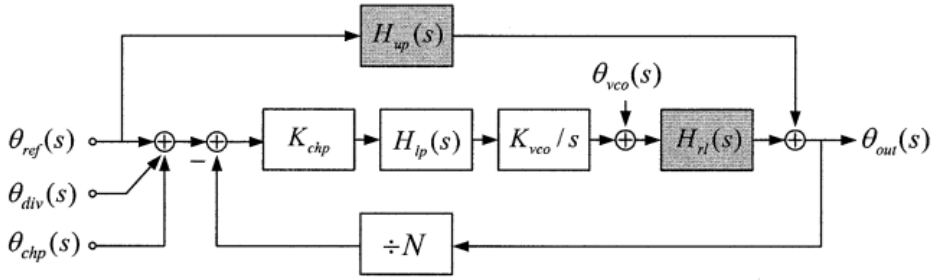 H_up(s)
θ_vco(s)
θ_ref(s)
K_chp
H_lp(s)
K_vco/s
H_rl(s)
θ_out(s)
−
θ_div(s)
θ_chp(s)
÷N